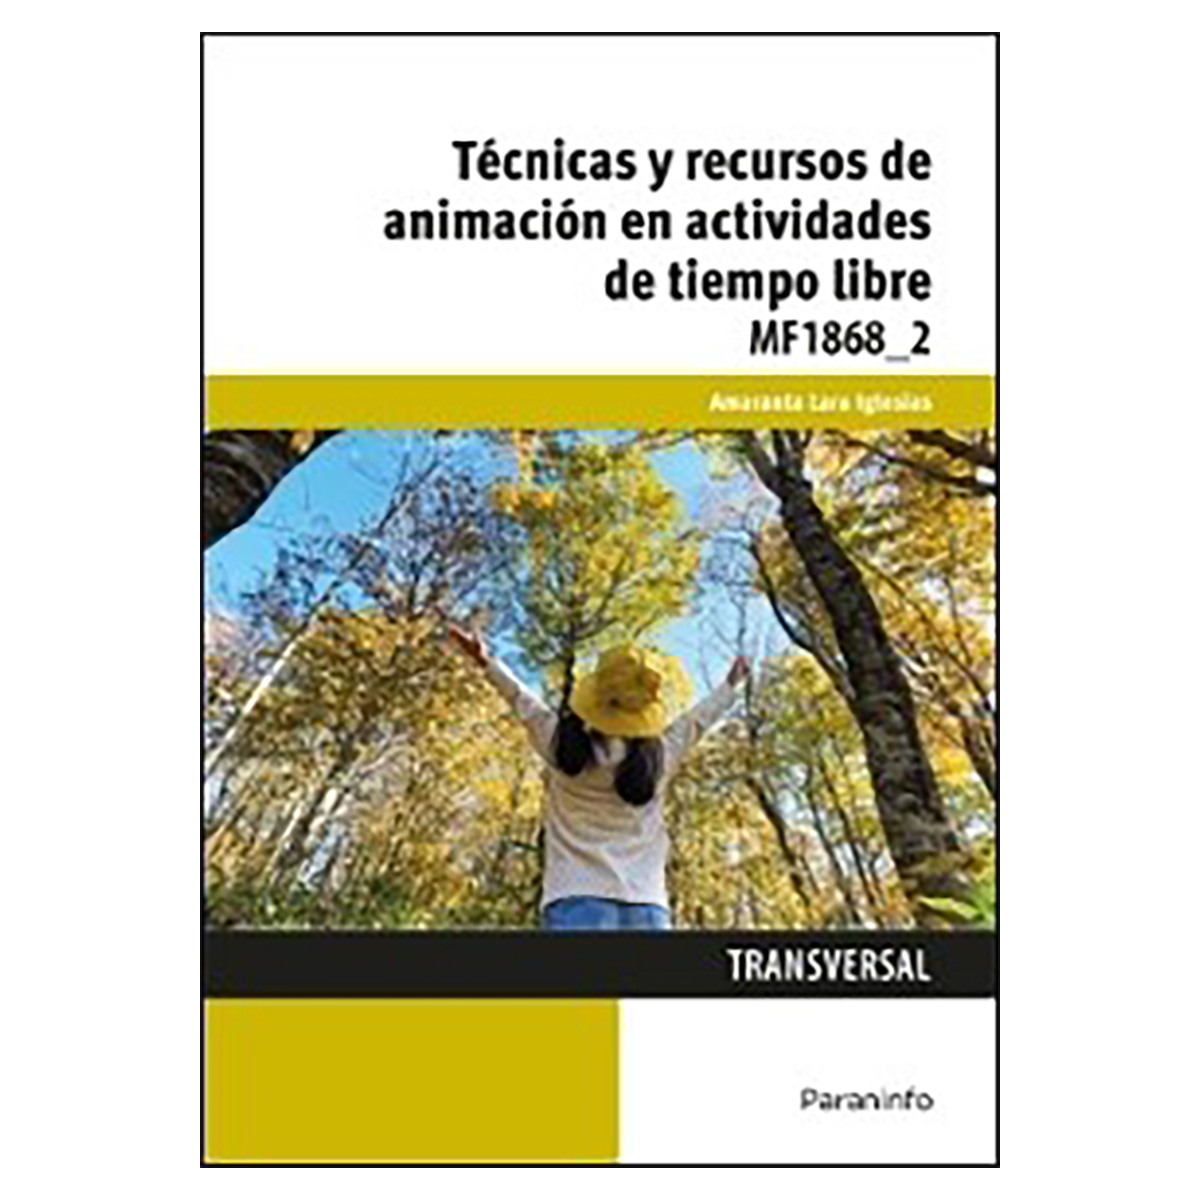 Técnicas y recursos de
animación en actividades
de tiempo libre
MF1868_2
Amaranta Lara Iglesias
TRANSVERSAL
Paraninfo